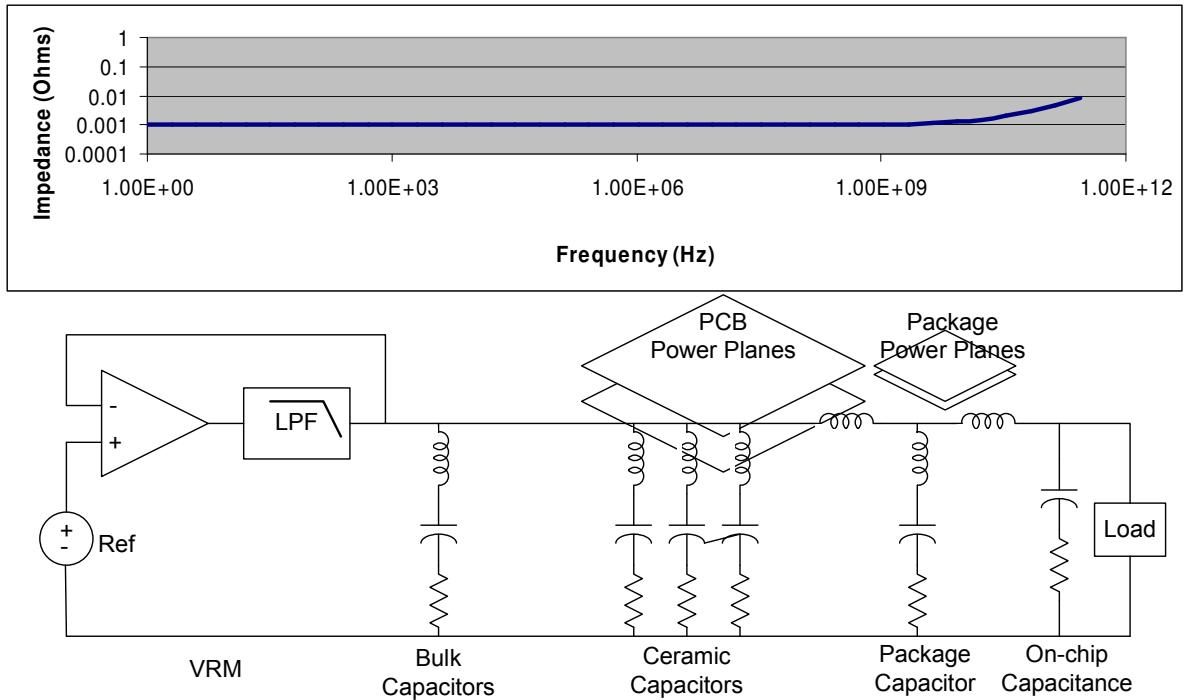 1
0.1
0.01
0.001
0.0001
Impedance (Ohms)
1.00E+00
1.00E+03
1.00E+06
1.00E+09
1.00E+12
Frequency (Hz)
PCB
Power Planes
Package
Power Planes
-
+
LPF
+
-
Ref
Load
VRM
Bulk
Capacitors
Ceramic
Capacitors
Package
Capacitor
On-chip
Capacitance